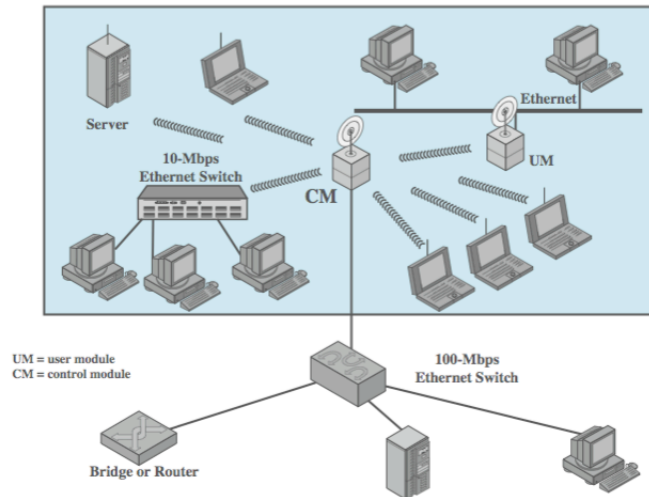 Ethernet
Server
UM
10-Mbps
Ethernet Switch
CM
UM = user module
CM = control module
100-Mbps
Ethernet Switch
Bridge or Router